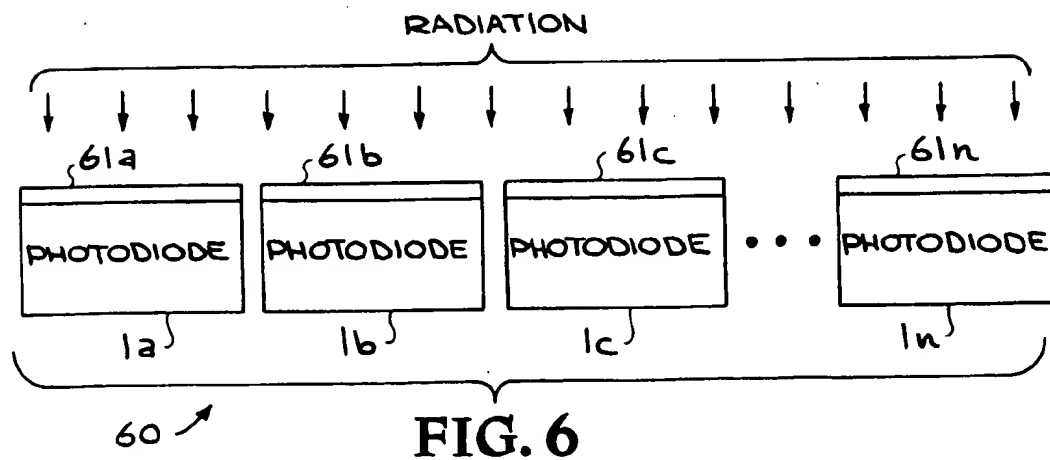 RADIATION
61a 61b 61c 61n
PHOTODIODE PHOTODIODE PHOTODIODE • • • PHOTODIODE
1a 1b 1c 1n
60
FIG. 6